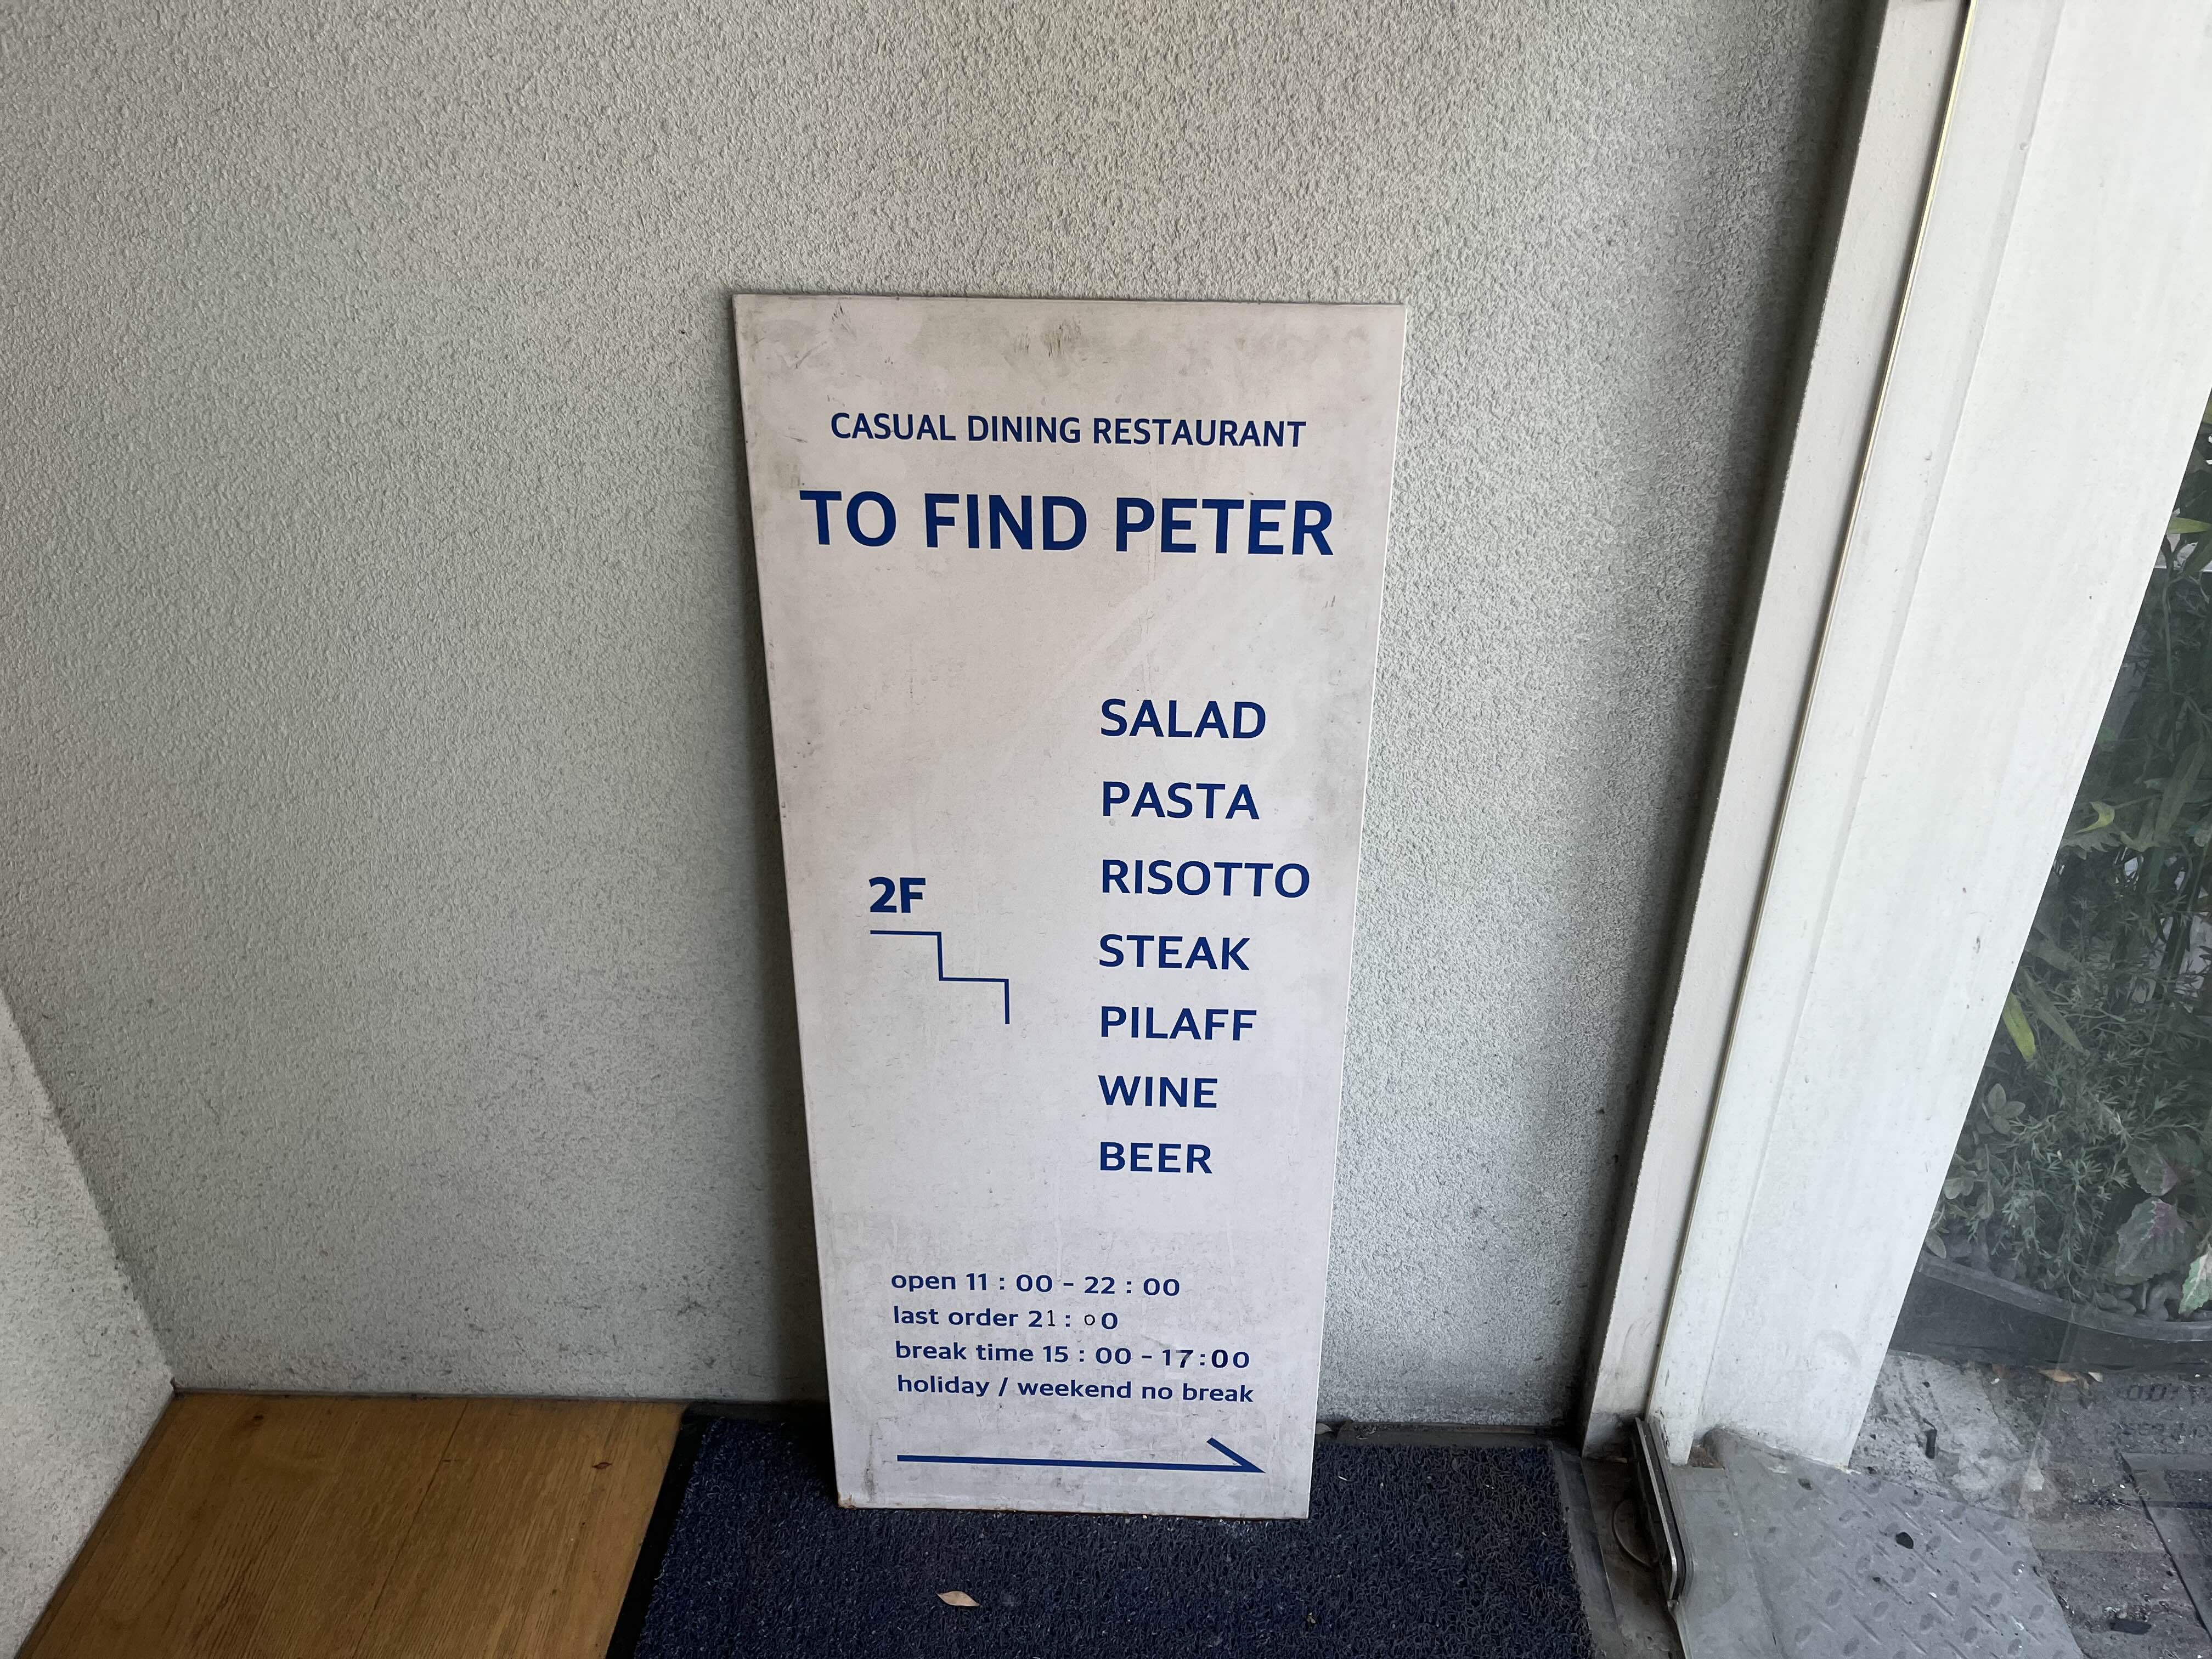 CASUAL DINING RESTAURANT
TO FIND PETER
SALAD
PASTA
RISOTTO
2F
STEAK
PILAFF
WINE
BEER
open 11 : 00 - 22 : 00
last order 21 : 00
break time 15 : 00 - 17:00
holiday / weekend no break